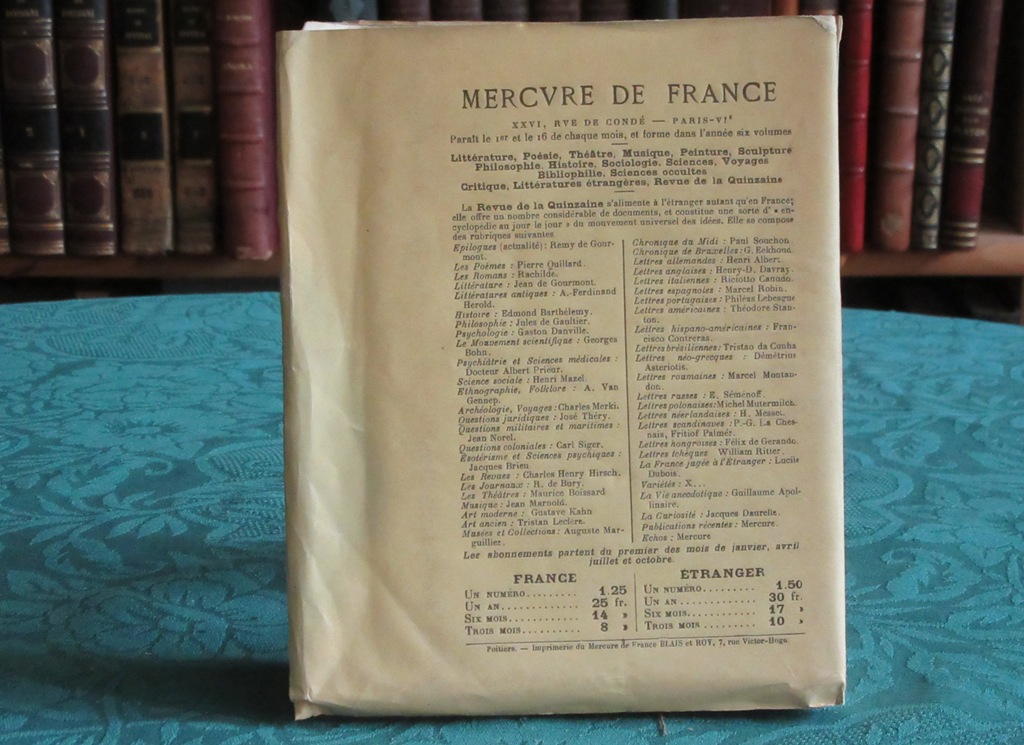 MERCVRE DE FRANCE
XXVI, RVE DE CONDÉ — PARIS-VIe
Paraît le 1er et le 16 de chaque mois, et forme dans l'année six volumes
Littérature, Poésie, Théâtre, Musique, Peinture, Sculpture
Philosophie, Histoire, Sociologie, Sciences, Voyages
Bibliophilie, Sciences occultes
Critique, Littératures étrangères, Revue de la Quinzaine
La Revue de la Quinzaine s'alimente à l'étranger autant qu'en France;
elle offre un nombre considérable de documents, et constitue une sorte d'« en-
cyclopédie au jour le jour » du mouvement universel des idées. Elle se compose
des rubriques suivantes
Epilogues (actualité) : Remy de Gour-
mont.
Les Poèmes : Pierre Quillard.
Les Romans : Rachilde.
Littérature : Jean de Gourmont.
Littératures antiques : A.-Ferdinand
Herold.
Histoire : Edmond Barthélemy.
Philosophie : Jules de Gaultier.
Psychologie : Gaston Danville.
Le Mouvement scientifique : Georges
Bohn.
Psychiatrie et Sciences médicales :
Docteur Albert Prieur.
Science sociale : Henri Mazel.
Ethnographie, Folklore : A. Van
Gennep.
Archéologie, Voyages : Charles Merki.
Questions juridiques : José Théry.
Questions militaires et maritimes :
Jean Norel.
Questions coloniales : Carl Siger.
Esotérisme et Sciences psychiques :
Jacques Brieu
Les Revues : Charles Henry Hirsch.
Les Journaux : R. de Bury.
Les Théâtres : Maurice Boissard
Musique : Jean Marnold.
Art moderne : Gustave Kahn
Art ancien : Tristan Leclère.
Musées et Collections : Auguste Mar-
guillier.
Chronique du Midi : Paul Souchon.
Chronique de Bruxelles : G. Eekhoud.
Lettres allemandes : Henri Albert.
Lettres anglaises : Henry-D. Davray.
Lettres italiennes : Ricciotto Canudo.
Lettres espagnoles : Marcel Robin.
Lettres portugaises : Philéas Lebesgue
Lettres américaines : Théodore Stan-
ton.
Lettres hispano-américaines : Fran-
cisco Contreras.
Lettres brésiliennes : Tristao da Cunha
Lettres néo-grecques : Démétrius
Asteriotis.
Lettres roumaines : Marcel Montan-
don.
Lettres russes : E. Séménoff.
Lettres polonaises : Michel Mutermilch.
Lettres néerlandaises : H. Messet.
Lettres scandinaves : P.-G. La Ches-
nais, Fritiof Palmér.
Lettres hongroises : Félix de Gerando.
Lettres tchèques William Ritter.
La France jugée à l'Étranger : Lucile
Dubois.
Variétés : X...
La Vie anecdotique : Guillaume Apol-
linaire.
La Curiosité : Jacques Daurelle.
Publications récentes : Mercure.
Echos : Mercure
Les abonnements partent du premier des mois de janvier, avril
juillet et octobre.
FRANCE
UN NUMÉRO......... 1.25
UN AN............. 25 fr.
SIX MOIS.......... 14 »
TROIS MOIS.......... 8 »
ÉTRANGER
UN NUMÉRO......... 1.50
UN AN............. 30 fr.
SIX MOIS.......... 17 »
TROIS MOIS......... 10 »
Poitiers. — Imprimerie du Mercure de France BLAIS et ROY, 7, rue Victor-Hugo